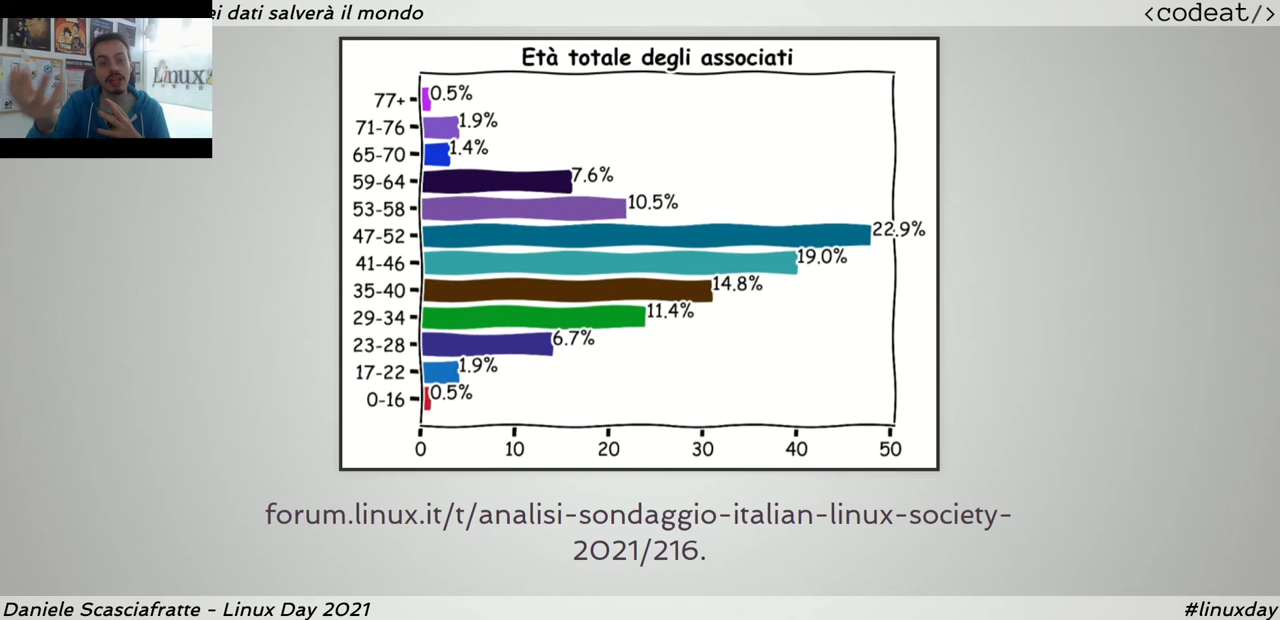 ei dati salverà il mondo
<codeat/>
Linux
Età totale degli associati
77+ 0.5%
71-76 1.9%
65-70 1.4%
59-64 7.6%
53-58 10.5%
47-52 22.9%
41-46 19.0%
35-40 14.8%
29-34 11.4%
23-28 6.7%
17-22 1.9%
0-16 0.5%
0 10 20 30 40 50
forum.linux.it/t/analisi-sondaggio-italian-linux-society-
2021/216.
Daniele Scasciafratte - Linux Day 2021
#linuxday